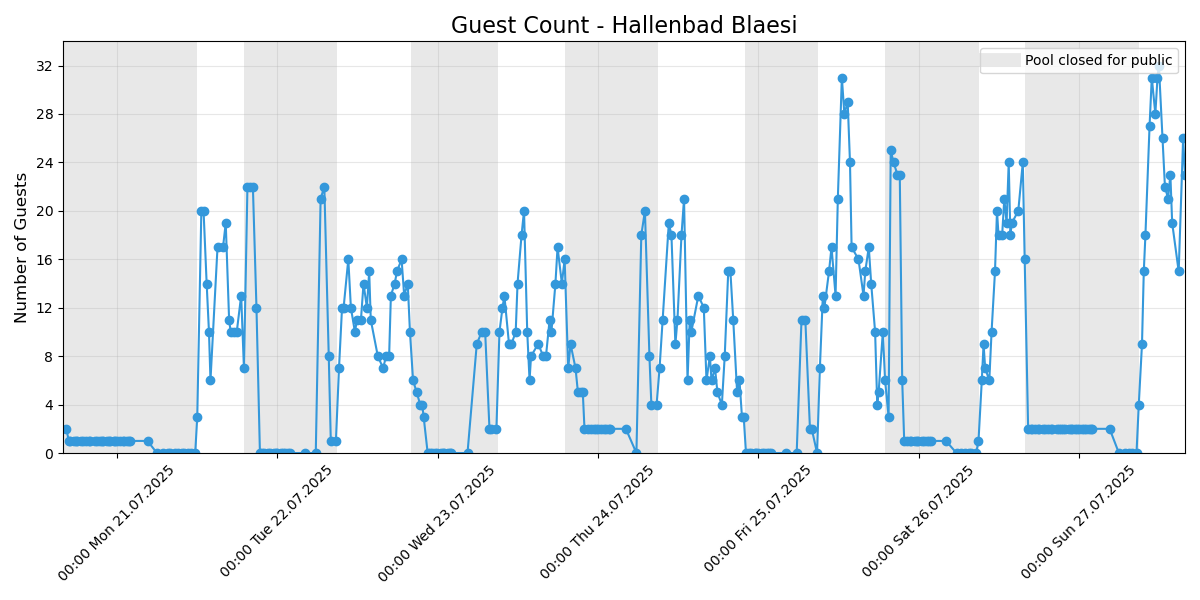 Guest Count - Hallenbad Blaesi
Pool closed for public
Number of Guests
32
28
24
20
16
12
8
4
0
00:00 Mon 21.07.2025
00:00 Tue 22.07.2025
00:00 Wed 23.07.2025
00:00 Thu 24.07.2025
00:00 Fri 25.07.2025
00:00 Sat 26.07.2025
00:00 Sun 27.07.2025